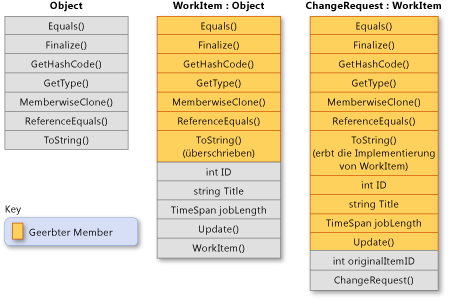 Object
Equals()
Finalize()
GetHashCode()
GetType()
MemberwiseClone()
ReferenceEquals()
ToString()
WorkItem : Object
Equals()
Finalize()
GetHashCode()
GetType()
MemberwiseClone()
ReferenceEquals()
ToString()
(überschrieben)
int ID
string Title
TimeSpan jobLength
Update()
WorkItem()
ChangeRequest : WorkItem
Equals()
Finalize()
GetHashCode()
GetType()
MemberwiseClone()
ReferenceEquals()
ToString()
(erbt die Implementierung
von WorkItem)
int ID
string Title
TimeSpan jobLength
Update()
int originalItemID
ChangeRequest()
Key
Geerbter Member